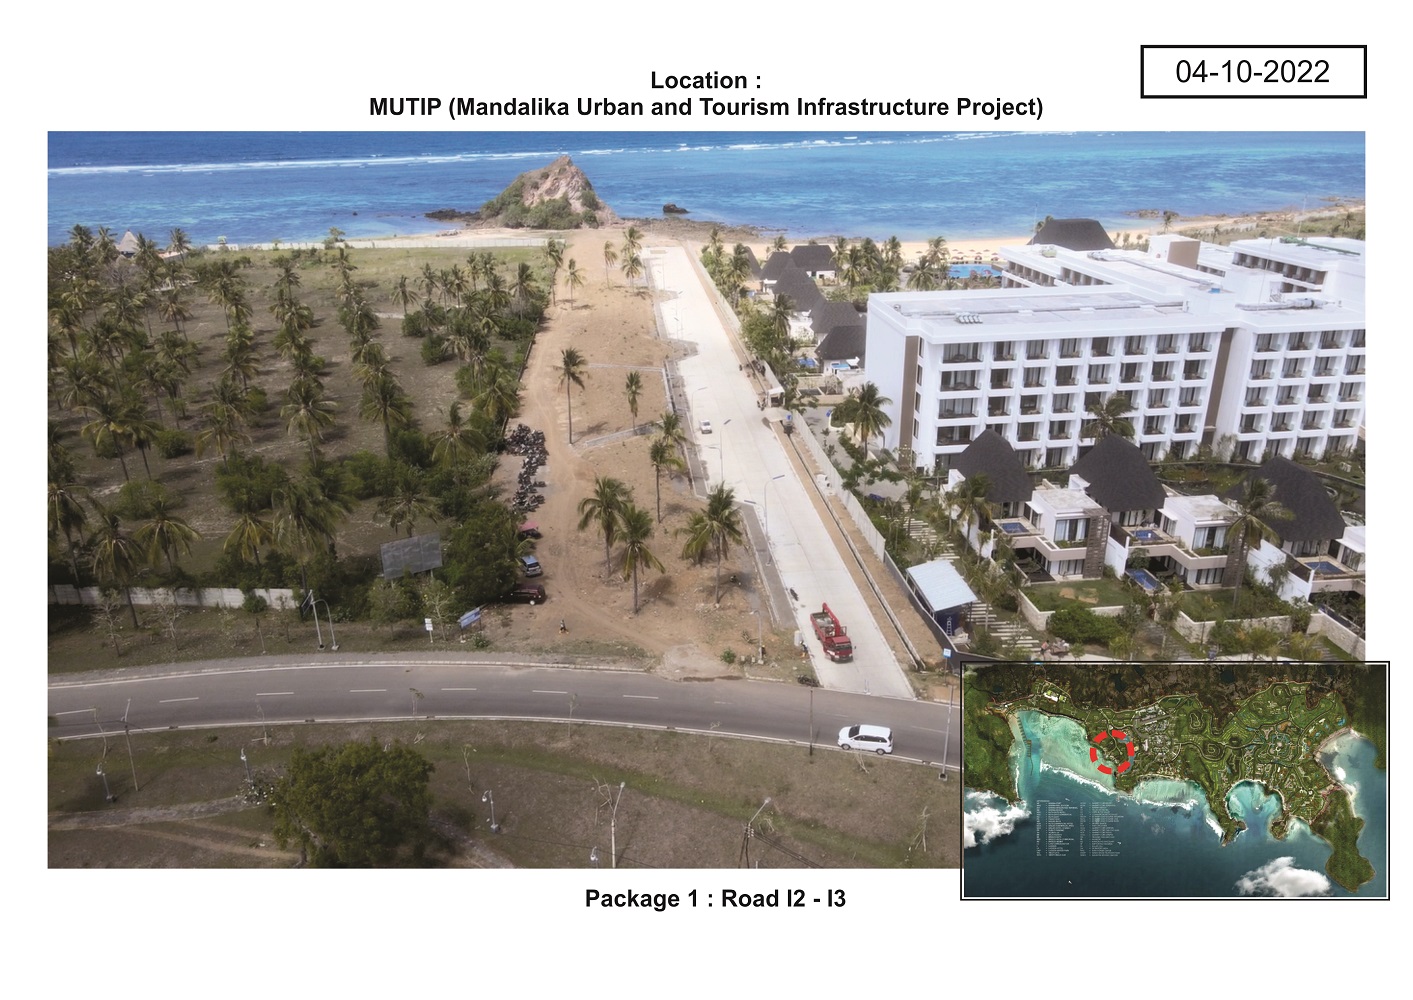 04-10-2022
Location :
MUTIP (Mandalika Urban and Tourism Infrastructure Project)
Package 1 : Road I2 - I3